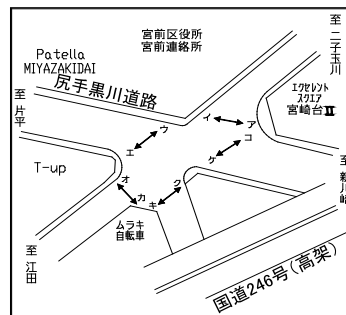 宮前区役所
宮前連絡所
至二子玉川
Patella
MIYAZAKIDAI
尻手黒川道路
至片平
エクセレント
スクエア
宮崎台Ⅱ
イ
ア
ウ
コ
エ
ケ
T-up
オ
カ
キ
ク
至新川崎
ムラキ
自転車
至江田
国道246号(高架)